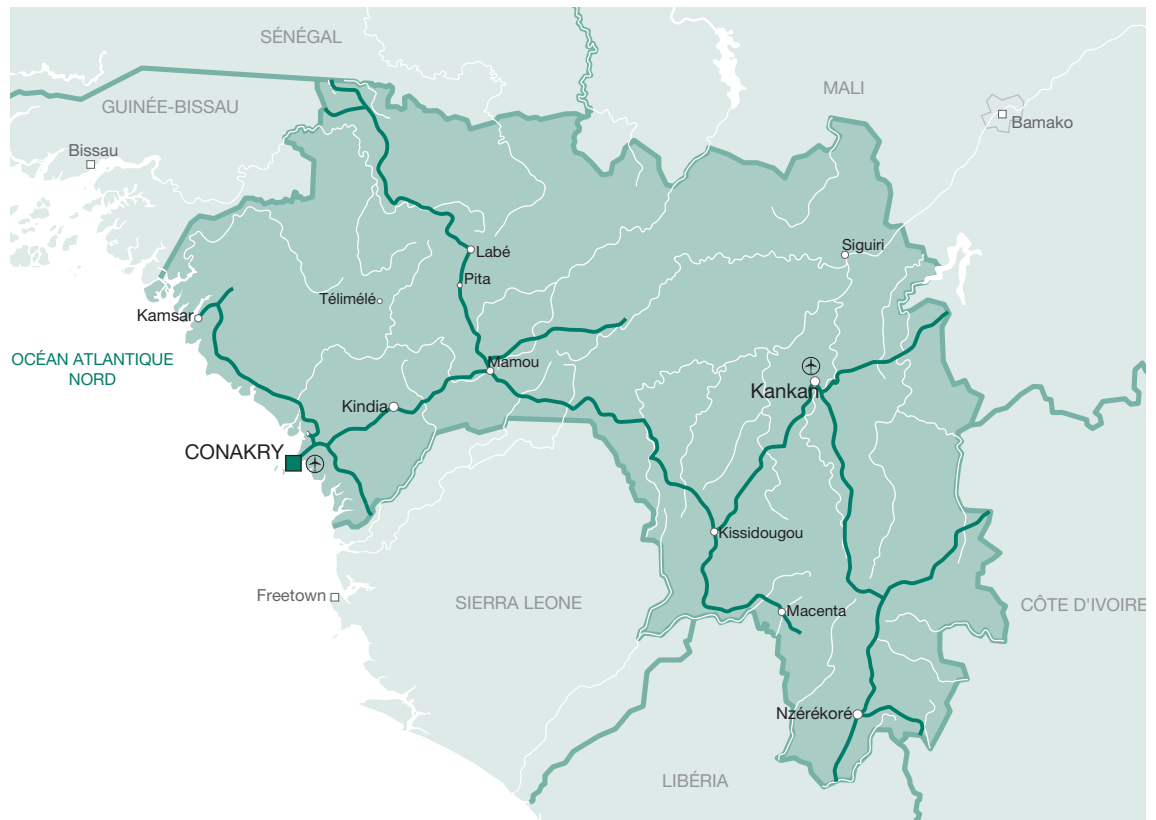 SÉNÉGAL
MALI
GUINÉE-BISSAU
Bamako
Bissau
Labé
Siguiri
Pita
Télimélé
Kamsar
OCÉAN ATLANTIQUE
NORD
Mamou
Kankan
Kindia
CONAKRY
Kissidougou
Freetown
SIERRA LEONE
Macenta
CÔTE D'IVOIRE
Nzérékoré
LIBÉRIA